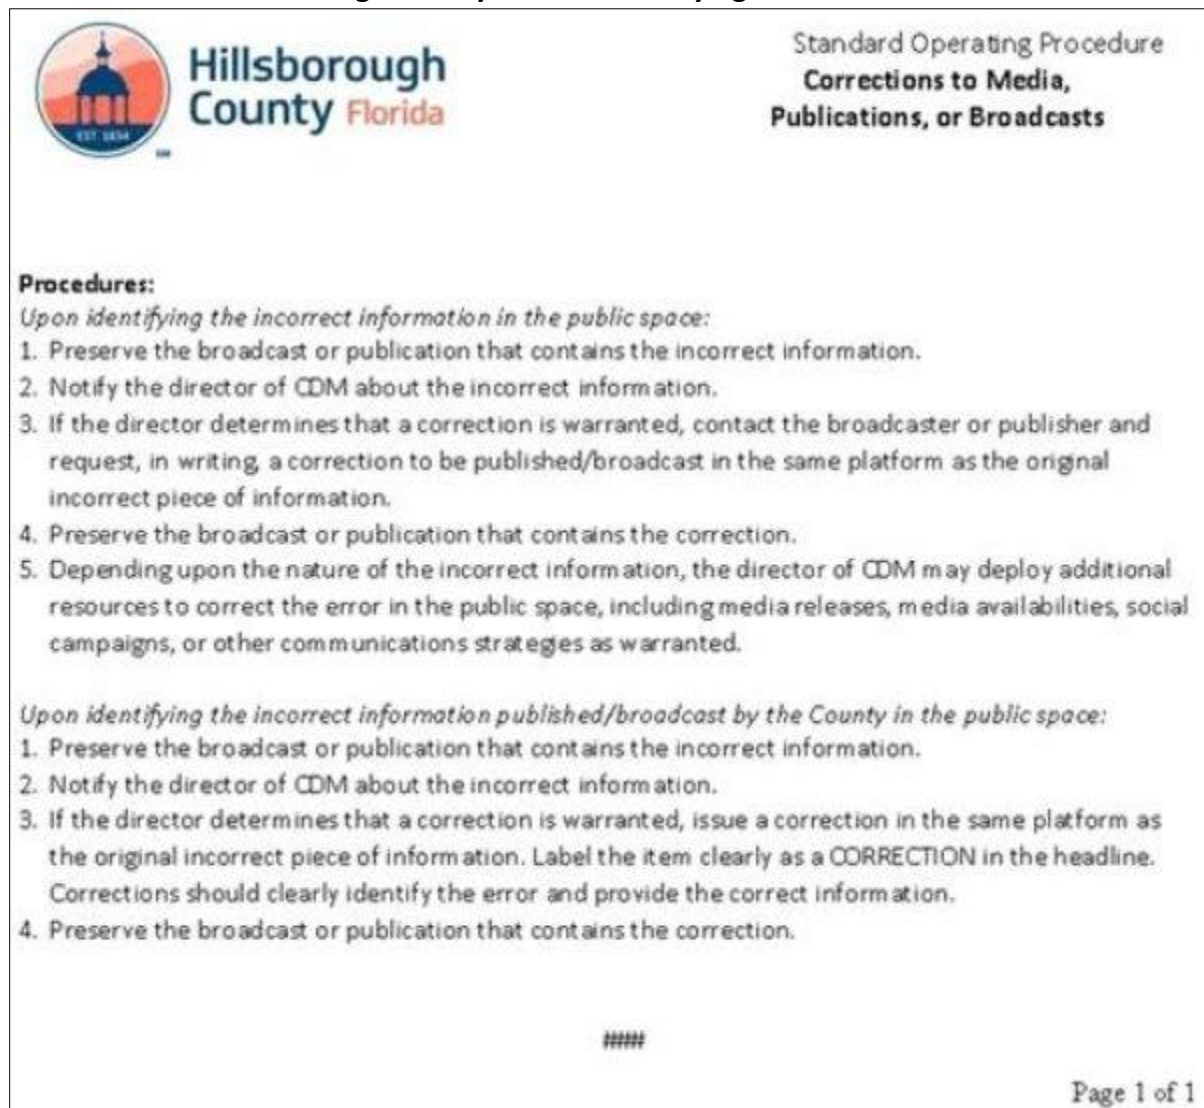 Hillsborough
County Florida
EST. 1834
SM
Standard Operating Procedure
Corrections to Media,
Publications, or Broadcasts
Procedures:
Upon identifying the incorrect information in the public space:
1. Preserve the broadcast or publication that contains the incorrect information.
2. Notify the director of CDM about the incorrect information.
3. If the director determines that a correction is warranted, contact the broadcaster or publisher and
request, in writing, a correction to be published/broadcast in the same platform as the original
incorrect piece of information.
4. Preserve the broadcast or publication that contains the correction.
5. Depending upon the nature of the incorrect information, the director of CDM may deploy additional
resources to correct the error in the public space, including media releases, media availabilities, social
campaigns, or other communications strategies as warranted.
Upon identifying the incorrect information published/broadcast by the County in the public space:
1. Preserve the broadcast or publication that contains the incorrect information.
2. Notify the director of CDM about the incorrect information.
3. If the director determines that a correction is warranted, issue a correction in the same platform as
the original incorrect piece of information. Label the item clearly as a CORRECTION in the headline.
Corrections should clearly identify the error and provide the correct information.
4. Preserve the broadcast or publication that contains the correction.
#####
Page 1 of 1